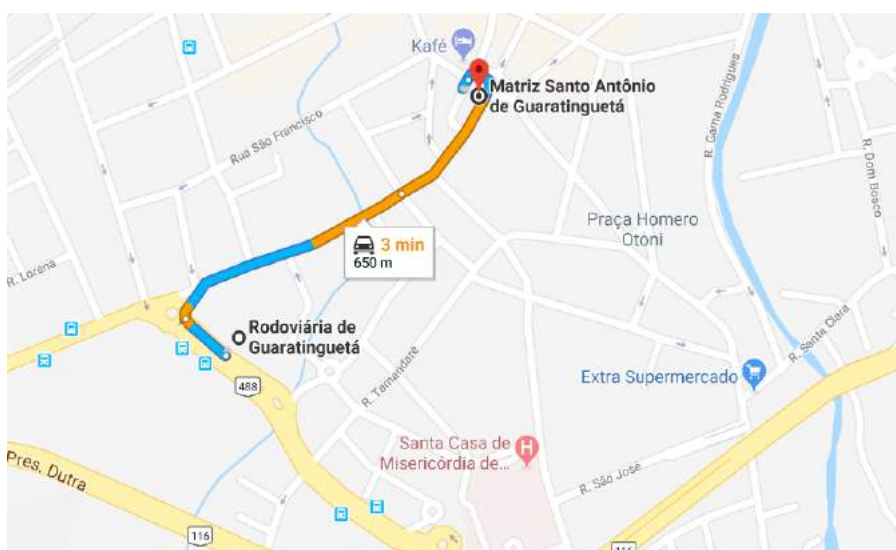 Kafé
Matriz Santo Antônio
de Guaratinguetá
R. Gama Rodrigues
R. Dom Bosco
Rua São Francisco
Praça Homero
Otoni
3 min
650 m
R. Lorena
Rodoviária de
Guaratinguetá
R. Santa Clara
488
R. Tamandaré
Extra Supermercado
Santa Casa de
Misericórdia de...
H
Pres. Dutra
R. São José
116
116